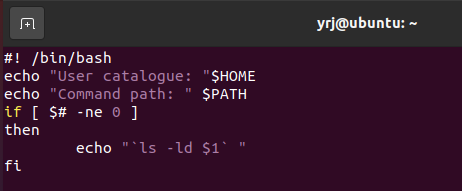 yrj@ubuntu: ~
#! /bin/bash
echo "User catalogue: "$HOME
echo "Command path: " $PATH
if [ $# -ne 0 ]
then
        echo "`ls -ld $1` "
fi